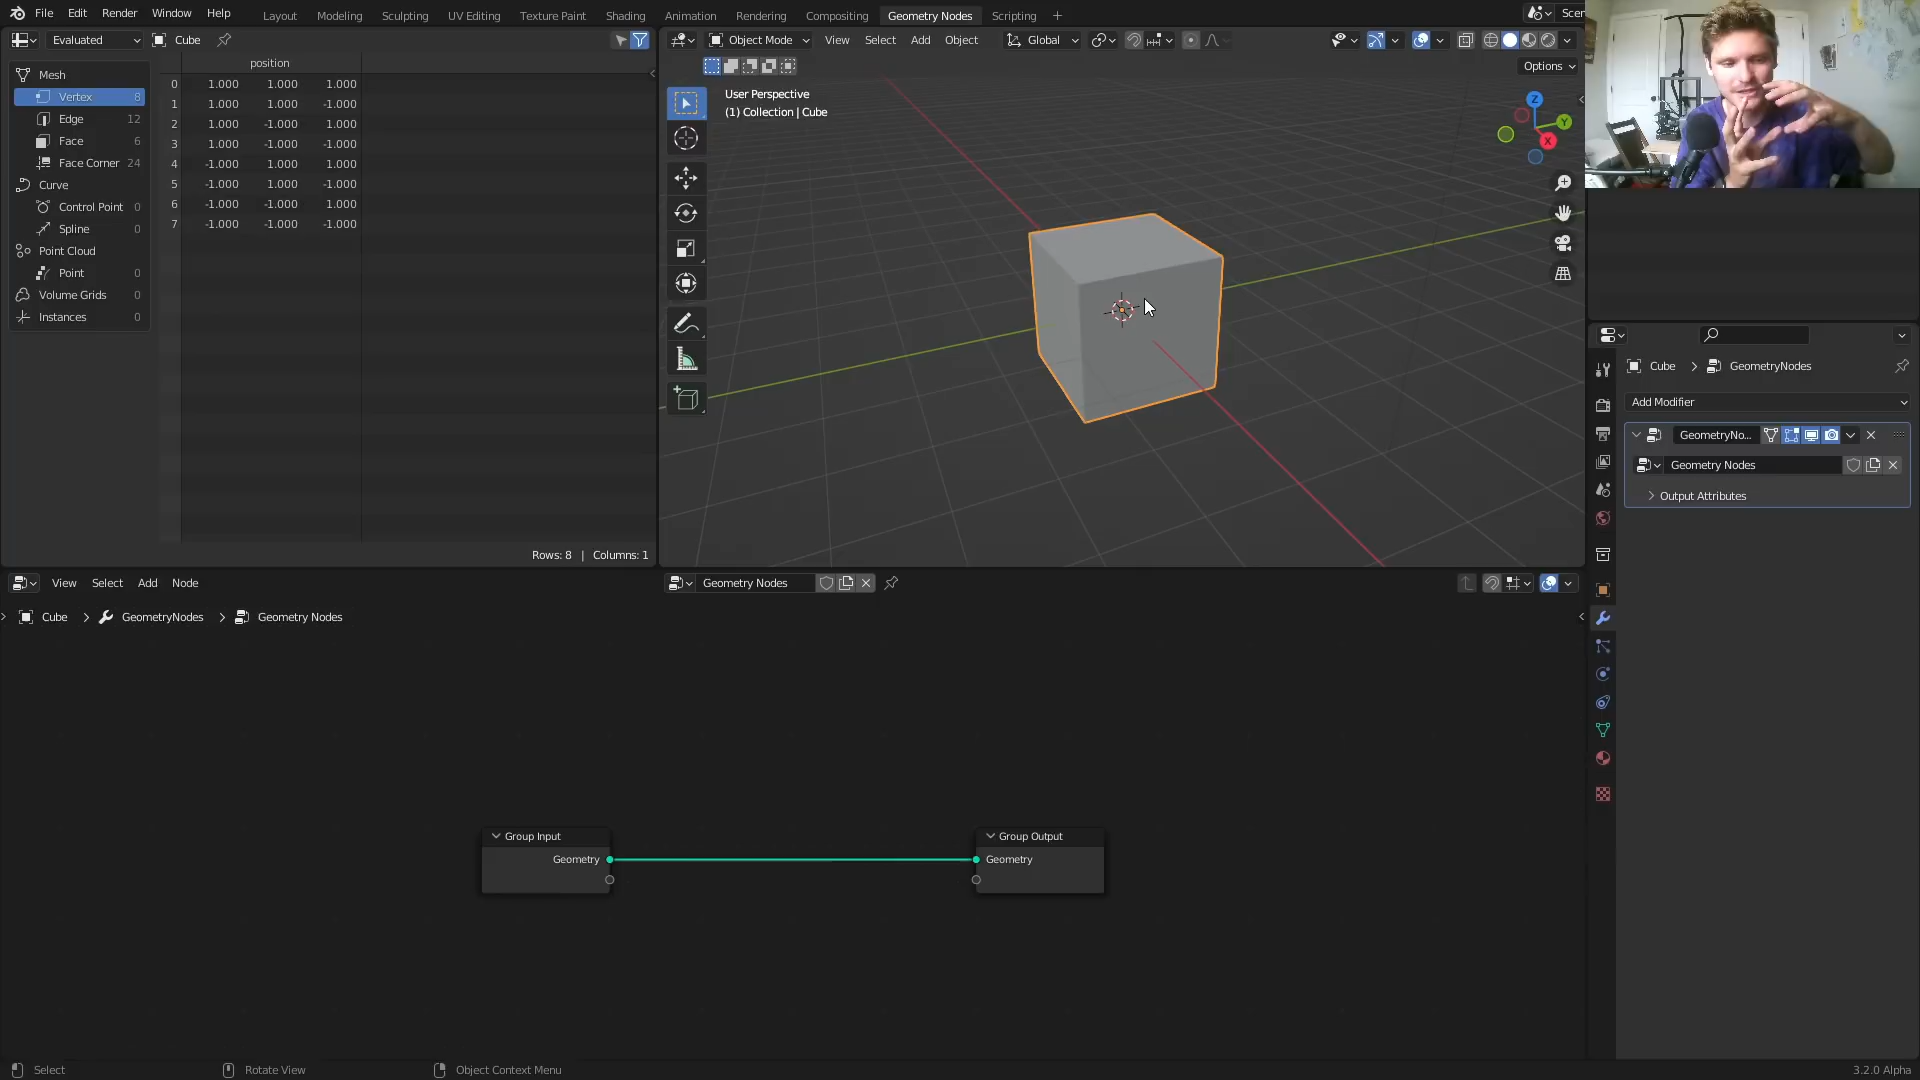 File Edit Render Window Help Layout Modeling Sculpting UV Editing Texture Paint Shading Animation Rendering Compositing Geometry Nodes Scripting + Scen
Evaluated Cube
Object Mode View Select Add Object Global
Options
position
Mesh
Vertex 8
Edge 12
Face 6
Face Corner 24
Curve
Control Point 0
Spline 0
Point Cloud
Point 0
Volume Grids 0
Instances 0
0 1.000 1.000 1.000
1 1.000 1.000 -1.000
2 1.000 -1.000 1.000
3 1.000 -1.000 -1.000
4 -1.000 1.000 1.000
5 -1.000 1.000 -1.000
6 -1.000 -1.000 1.000
7 -1.000 -1.000 -1.000
Rows: 8 | Columns: 1
User Perspective
(1) Collection | Cube
Z
Y
X
Cube GeometryNodes
Add Modifier
GeometryNo...
Geometry Nodes
Output Attributes
View Select Add Node Geometry Nodes
Cube GeometryNodes Geometry Nodes
Group Input
Geometry
Group Output
Geometry
Select Rotate View Object Context Menu 3.2.0 Alpha